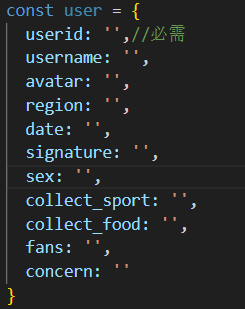 const user = {
userid: '',//必需
username: '',
avatar: '',
region: '',
date: '',
signature: '',
sex: '',
collect_sport: '',
collect_food: '',
fans: '',
concern: ''
}